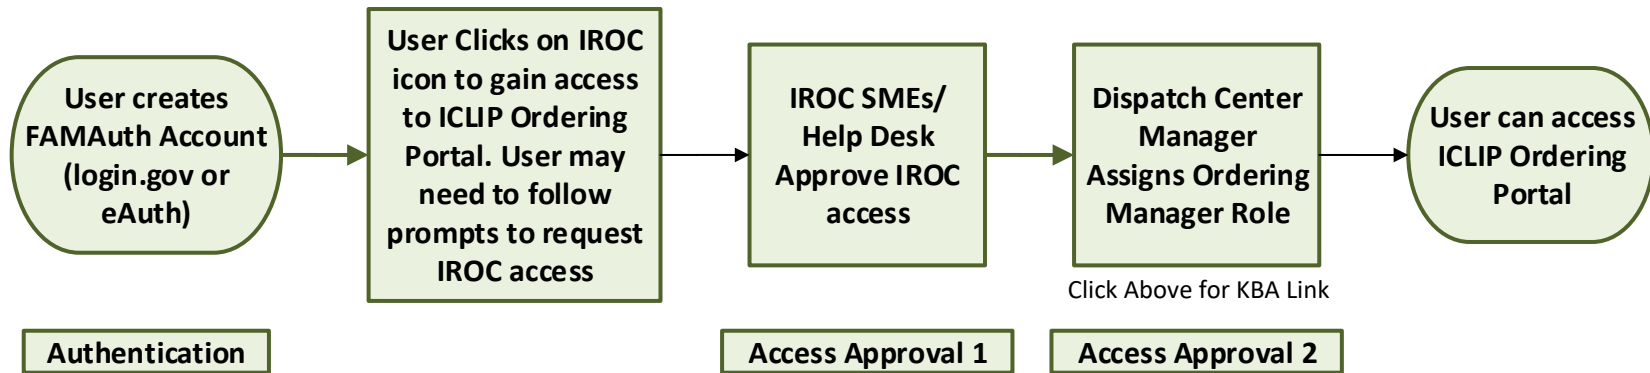 User creates
FAMAuth Account
(login.gov or
eAuth)
User Clicks on IROC
icon to gain access
to ICLIP Ordering
Portal. User may
need to follow
prompts to request
IROC access
IROC SMEs/
Help Desk
Approve IROC
access
Dispatch Center
Manager
Assigns Ordering
Manager Role
User can access
ICLIP Ordering
Portal
Click Above for KBA Link
Authentication
Access Approval 1
Access Approval 2